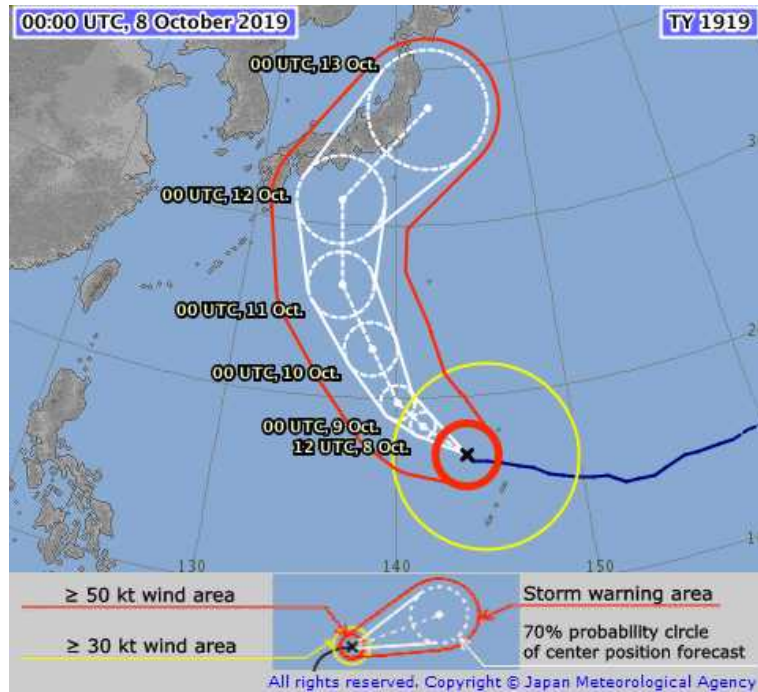 00:00 UTC, 8 October 2019
TY 1919
00 UTC, 13 Oct.
00 UTC, 12 Oct.
00 UTC, 11 Oct.
00 UTC, 10 Oct.
00 UTC, 9 Oct.
12 UTC, 8 Oct.
130
140
150
≥ 50 kt wind area
≥ 30 kt wind area
Storm warning area
70% probability circle
of center position forecast
All rights reserved. Copyright © Japan Meteorological Agency